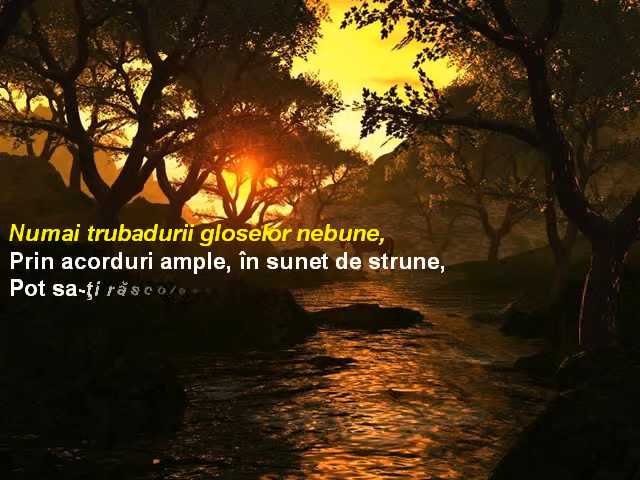 Numai trubadurii gloselor nebune,
Prin acorduri ample, în sunet de strune,
Pot sa-ţi